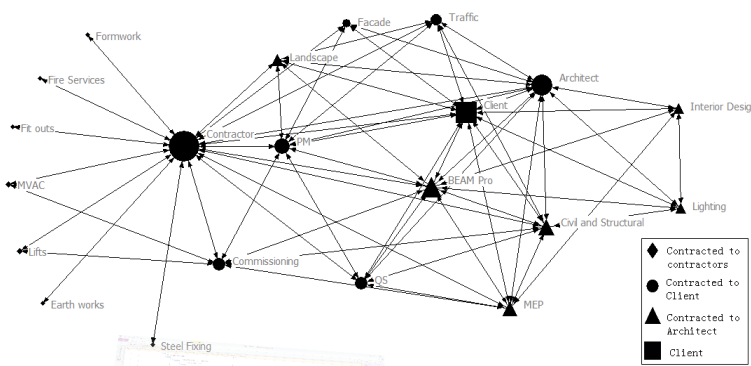 Formwork
Facade
Traffic
Landscape
Fire Services
Architect
Client
Interior Desig
Fit outs
Contractor
PM
BEAM Pro
MVAC
Civil and Structural
Lighting
Lifts
Commissioning
QS
MEP
Earth works
Steel Fixing
Contracted to
contractors
Contracted to
Client
Contracted to
Architect
Client